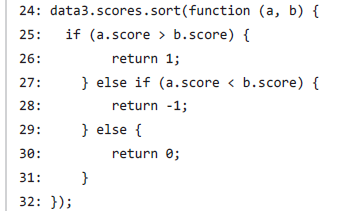 24: data3.scores.sort(function (a, b) {
25:   if (a.score > b.score) {
26:         return 1;
27:     } else if (a.score < b.score) {
28:         return -1;
29:     } else {
30:         return 0;
31:     }
32: });